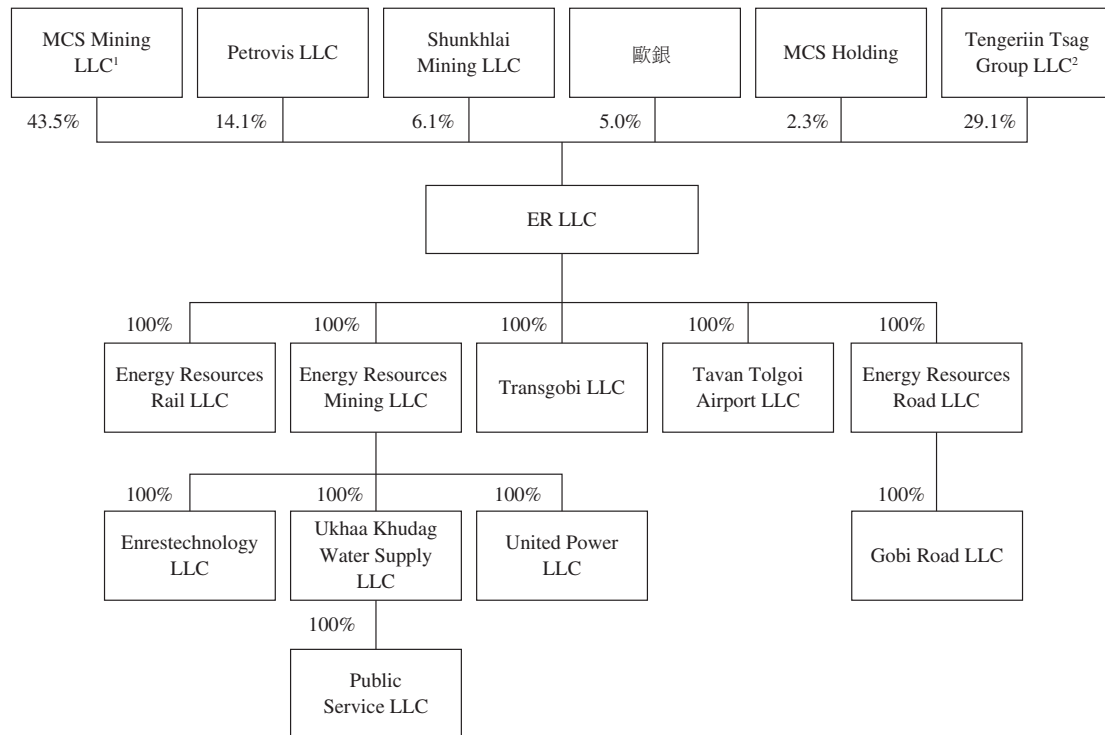 MCS Mining
LLC¹
Petrovis LLC
Shunkhlai
Mining LLC
歐銀
MCS Holding
Tengeriin Tsag
Group LLC²
43.5%
14.1%
6.1%
5.0%
2.3%
29.1%
ER LLC
100%
100%
100%
100%
100%
Energy Resources
Rail LLC
Energy Resources
Mining LLC
Transgobi LLC
Tavan Tolgoi
Airport LLC
Energy Resources
Road LLC
100%
100%
100%
100%
Enrestechnology
LLC
Ukhaa Khudag
Water Supply
LLC
United Power
LLC
Gobi Road LLC
100%
Public
Service LLC